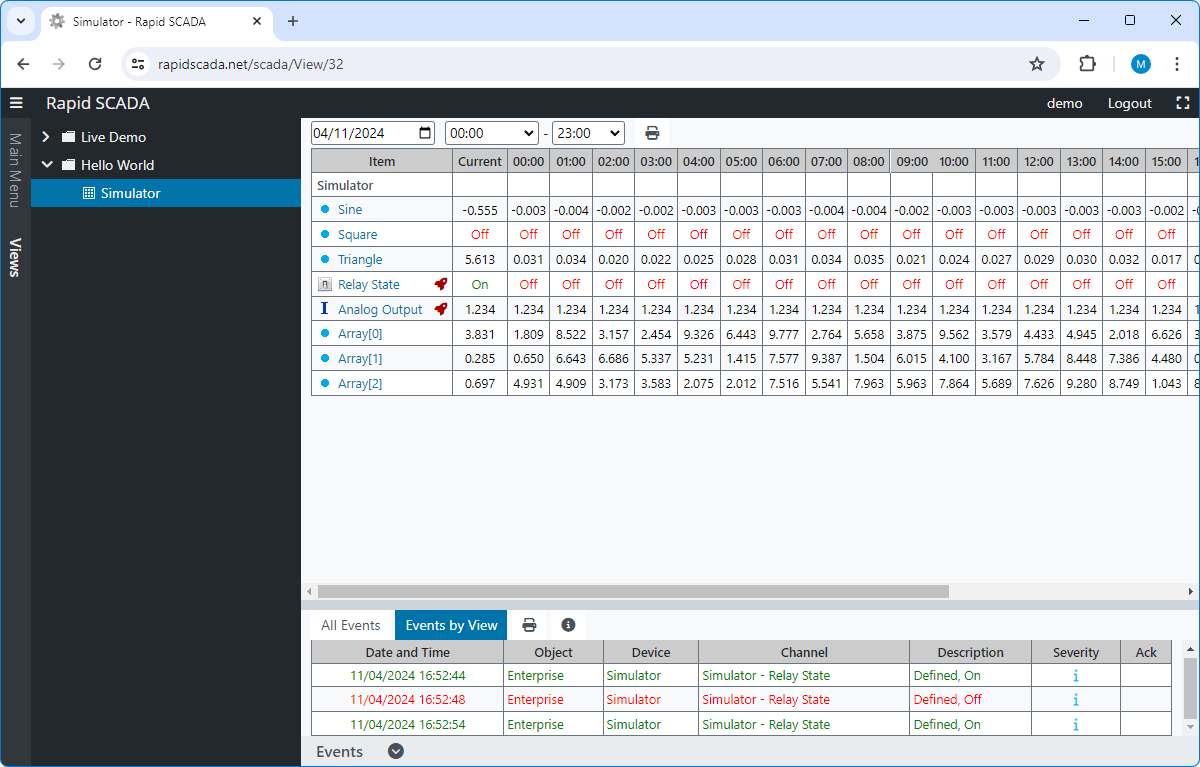 Simulator - Rapid SCADA
rapidscada.net/scada/View/32
M
Rapid SCADA demo Logout
Main Menu
Views
Live Demo
Hello World
Simulator
04/11/2024 00:00 - 23:00
Item Current 00:00 01:00 02:00 03:00 04:00 05:00 06:00 07:00 08:00 09:00 10:00 11:00 12:00 13:00 14:00 15:00
Simulator
Sine -0.555 -0.003 -0.004 -0.002 -0.002 -0.003 -0.003 -0.003 -0.004 -0.004 -0.002 -0.003 -0.003 -0.003 -0.003 -0.003 -0.002
Square Off Off Off Off Off Off Off Off Off Off Off Off Off Off Off Off Off
Triangle 5.613 0.031 0.034 0.020 0.022 0.025 0.028 0.031 0.034 0.035 0.021 0.024 0.027 0.029 0.030 0.032 0.017
Relay State On Off Off Off Off Off Off Off Off Off Off Off Off Off Off Off Off
Analog Output 1.234 1.234 1.234 1.234 1.234 1.234 1.234 1.234 1.234 1.234 1.234 1.234 1.234 1.234 1.234 1.234 1.234
Array[0] 3.831 1.809 8.522 3.157 2.454 9.326 6.443 9.777 2.764 5.658 3.875 9.562 3.579 4.433 4.945 2.018 6.626
Array[1] 0.285 0.650 6.643 6.686 5.337 5.231 1.415 7.577 9.387 1.504 6.015 4.100 3.167 5.784 8.448 7.386 4.480
Array[2] 0.697 4.931 4.909 3.173 3.583 2.075 2.012 7.516 5.541 7.963 5.963 7.864 5.689 7.626 9.280 8.749 1.043
All Events Events by View
Date and Time Object Device Channel Description Severity Ack
11/04/2024 16:52:44 Enterprise Simulator Simulator - Relay State Defined, On
11/04/2024 16:52:48 Enterprise Simulator Simulator - Relay State Defined, Off
11/04/2024 16:52:54 Enterprise Simulator Simulator - Relay State Defined, On
Events